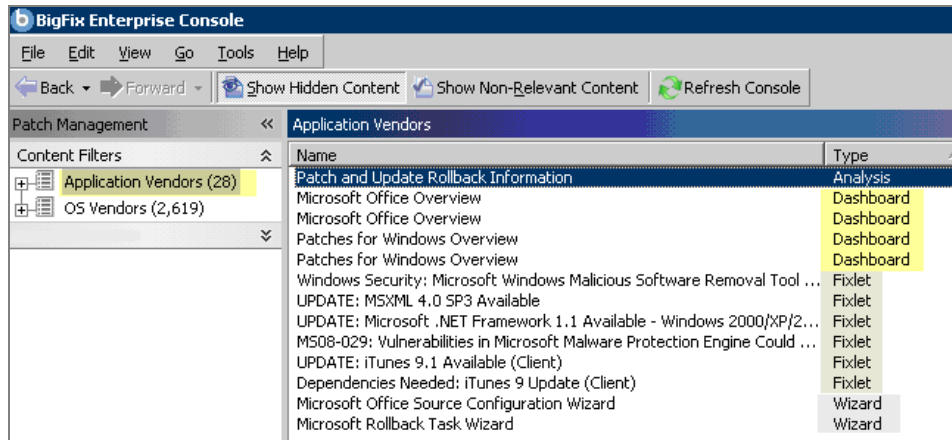 BigFix Enterprise Console
File Edit View Go Tools Help
Back Forward Show Hidden Content Show Non-Relevant Content Refresh Console
Patch Management
Content Filters
Application Vendors (28)
OS Vendors (2,619)
Application Vendors
Name Type
Patch and Update Rollback Information Analysis
Microsoft Office Overview Dashboard
Microsoft Office Overview Dashboard
Patches for Windows Overview Dashboard
Patches for Windows Overview Dashboard
Windows Security: Microsoft Windows Malicious Software Removal Tool ... Fixlet
UPDATE: MSXML 4.0 SP3 Available Fixlet
UPDATE: Microsoft .NET Framework 1.1 Available - Windows 2000/XP/2... Fixlet
MS08-029: Vulnerabilities in Microsoft Malware Protection Engine Could ... Fixlet
UPDATE: iTunes 9.1 Available (Client) Fixlet
Dependencies Needed: iTunes 9 Update (Client) Fixlet
Microsoft Office Source Configuration Wizard Wizard
Microsoft Rollback Task Wizard Wizard